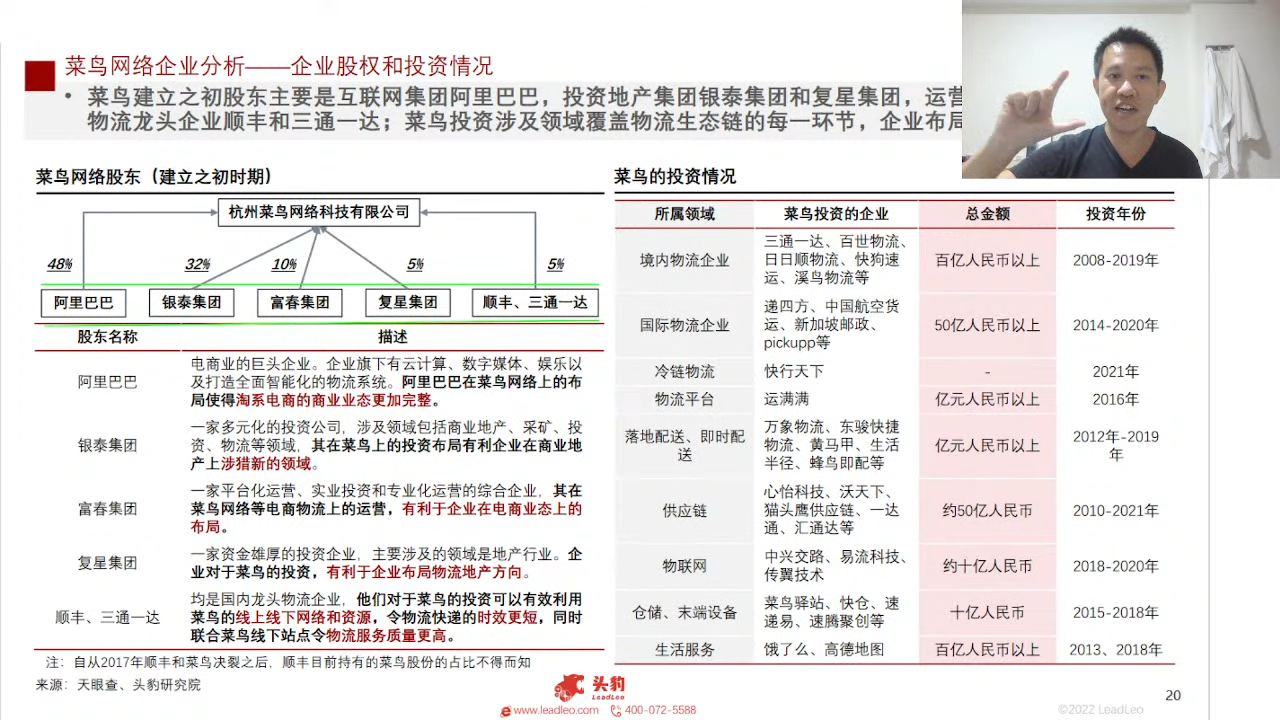 菜鸟网络企业分析——企业股权和投资情况
• 菜鸟建立之初股东主要是互联网集团阿里巴巴，投资地产集团银泰集团和复星集团，运营
物流龙头企业顺丰和三通一达；菜鸟投资涉及领域覆盖物流生态链的每一环节，企业布局
菜鸟网络股东（建立之初时期）
杭州菜鸟网络科技有限公司
48% 32% 10% 5% 5%
阿里巴巴 银泰集团 富春集团 复星集团 顺丰、三通一达
股东名称 描述
阿里巴巴
电商业的巨头企业。企业旗下有云计算、数字媒体、娱乐以
及打造全面智能化的物流系统。阿里巴巴在菜鸟网络上的布
局使得淘系电商的商业业态更加完整。
银泰集团
一家多元化的投资公司，涉及领域包括商业地产、采矿、投
资、物流等领域，其在菜鸟上的投资布局有利企业在商业地
产上涉猎新的领域。
富春集团
一家平台化运营、实业投资和专业化运营的综合企业，其在
菜鸟网络等电商物流上的运营，有利于企业在电商业态上的
布局。
复星集团
一家资金雄厚的投资企业，主要涉及的领域是地产行业。企
业对于菜鸟的投资，有利于企业布局物流地产方向。
顺丰、三通一达
均是国内龙头物流企业，他们对于菜鸟的投资可以有效利用
菜鸟的线上线下网络和资源，令物流快递的时效更短，同时
联合菜鸟线下站点令物流服务质量更高。
注：自从2017年顺丰和菜鸟决裂之后，顺丰目前持有的菜鸟股份的占比不得而知
来源：天眼查、头豹研究院
菜鸟的投资情况
所属领域 菜鸟投资的企业 总金额 投资年份
境内物流企业
三通一达、百世物流、
日日顺物流、快狗速
运、溪鸟物流等
百亿人民币以上 2008-2019年
国际物流企业
递四方、中国航空货
运、新加坡邮政、
pickupp等
50亿人民币以上 2014-2020年
冷链物流 快行天下 - 2021年
物流平台 运满满 亿元人民币以上 2016年
落地配送、即时配
送
万象物流、东骏快捷
物流、黄马甲、生活
半径、蜂鸟即配等
亿元人民币以上
2012年-2019
年
供应链
心怡科技、沃天下、
猫头鹰供应链、一达
通、汇通达等
约50亿人民币 2010-2021年
物联网
中兴交路、易流科技、
传翼技术
约十亿人民币 2018-2020年
仓储、末端设备
菜鸟驿站、快仓、速
递易、速腾聚创等
十亿人民币 2015-2018年
生活服务 饿了么、高德地图 百亿人民币以上 2013、2018年
头豹
LeadLeo
www.leadleo.com 400-072-5588
20
©2022 LeadLeo